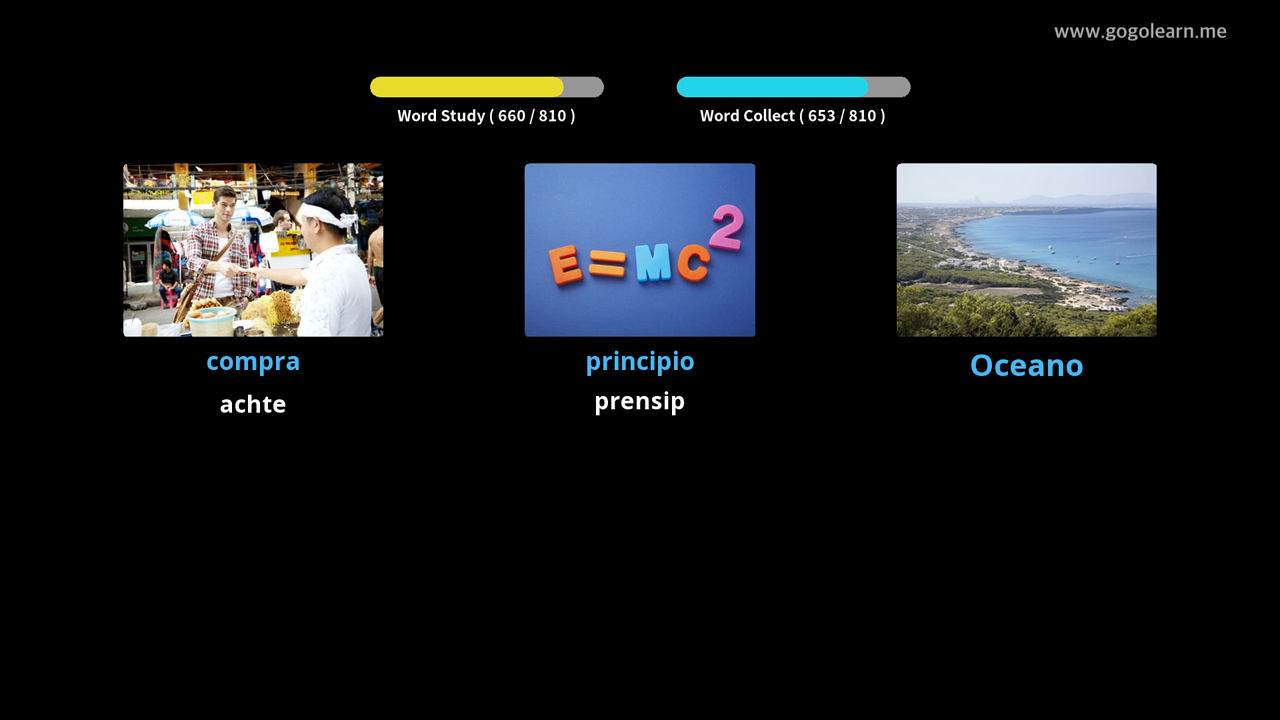 www.gogolearn.me
Word Study ( 660 / 810 )
Word Collect ( 653 / 810 )
E=MC2
compra
principio
Oceano
achte
prensip